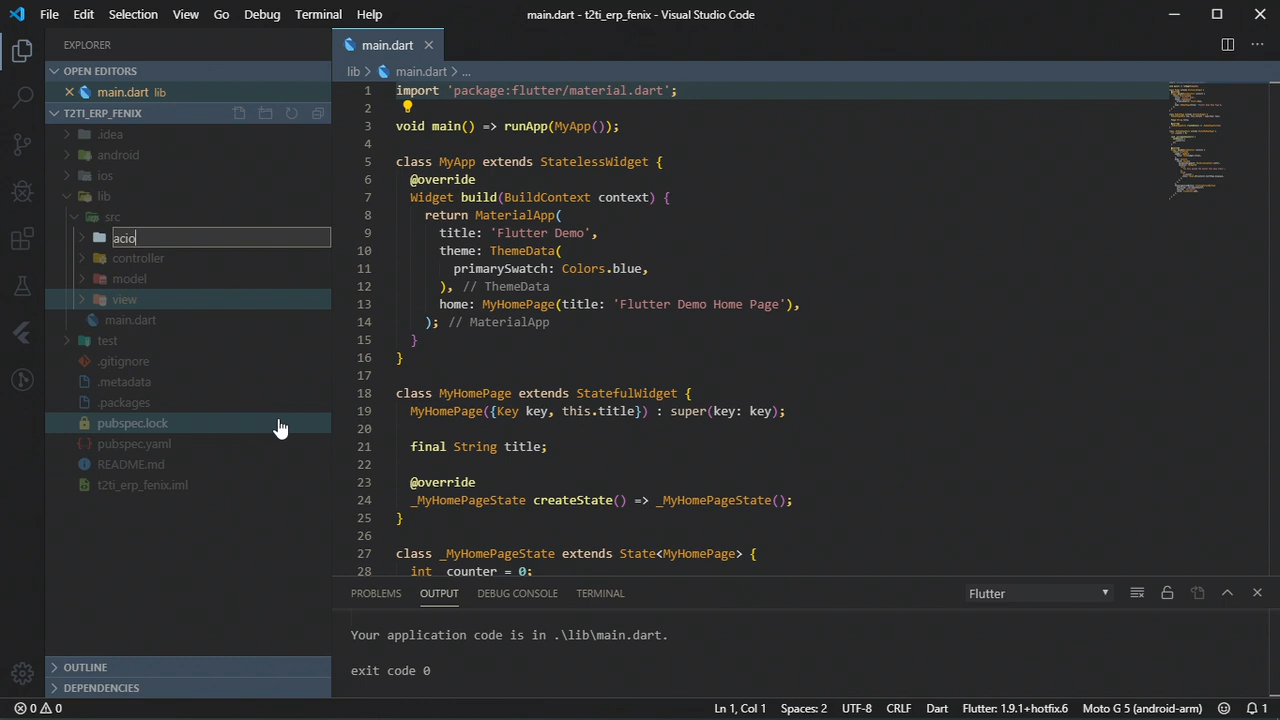 File Edit Selection View Go Debug Terminal Help
main.dart - t2ti_erp_fenix - Visual Studio Code
EXPLORER
OPEN EDITORS
main.dart lib
T2TI_ERP_FENIX
.idea
android
ios
lib
src
acio
controller
model
view
main.dart
test
.gitignore
.metadata
.packages
pubspec.lock
pubspec.yaml
README.md
t2ti_erp_fenix.iml
OUTLINE
DEPENDENCIES
main.dart
lib > main.dart > ...
1 import 'package:flutter/material.dart';
2
3 void main() => runApp(MyApp());
4
5 class MyApp extends StatelessWidget {
6 @override
7 Widget build(BuildContext context) {
8 return MaterialApp(
9 title: 'Flutter Demo',
10 theme: ThemeData(
11 primarySwatch: Colors.blue,
12 ), // ThemeData
13 home: MyHomePage(title: 'Flutter Demo Home Page'),
14 ); // MaterialApp
15 }
16 }
17
18 class MyHomePage extends StatefulWidget {
19 MyHomePage({Key key, this.title}) : super(key: key);
20
21 final String title;
22
23 @override
24 _MyHomePageState createState() => _MyHomePageState();
25 }
26
27 class _MyHomePageState extends State<MyHomePage> {
28 int _counter = 0;
PROBLEMS OUTPUT DEBUG CONSOLE TERMINAL
Flutter
Your application code is in .\lib\main.dart.
exit code 0
0 0
Ln 1, Col 1 Spaces: 2 UTF-8 CRLF Dart Flutter: 1.9.1+hotfix.6 Moto G 5 (android-arm) 1